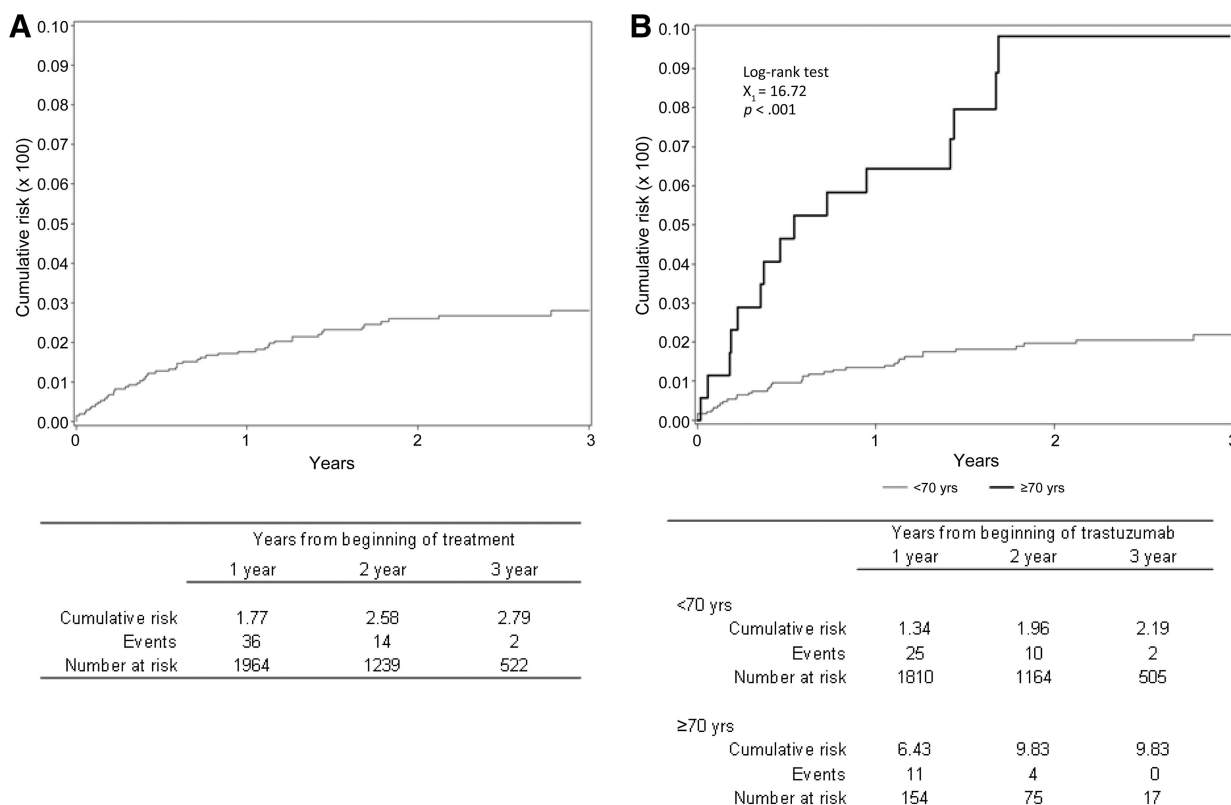 A
Cumulative risk (x 100)
0.10
0.09
0.08
0.07
0.06
0.05
0.04
0.03
0.02
0.01
0.00
0 1 2 3
Years
Years from beginning of treatment
1 year 2 year 3 year
Cumulative risk 1.77 2.58 2.79
Events 36 14 2
Number at risk 1964 1239 522
B
Cumulative risk (x 100)
0.10
0.09
0.08
0.07
0.06
0.05
0.04
0.03
0.02
0.01
0.00
Log-rank test
X1 = 16.72
p < .001
0 1 2 3
Years
<70 yrs ≥70 yrs
Years from beginning of trastuzumab
1 year 2 year 3 year
<70 yrs
Cumulative risk 1.34 1.96 2.19
Events 25 10 2
Number at risk 1810 1164 505
≥70 yrs
Cumulative risk 6.43 9.83 9.83
Events 11 4 0
Number at risk 154 75 17